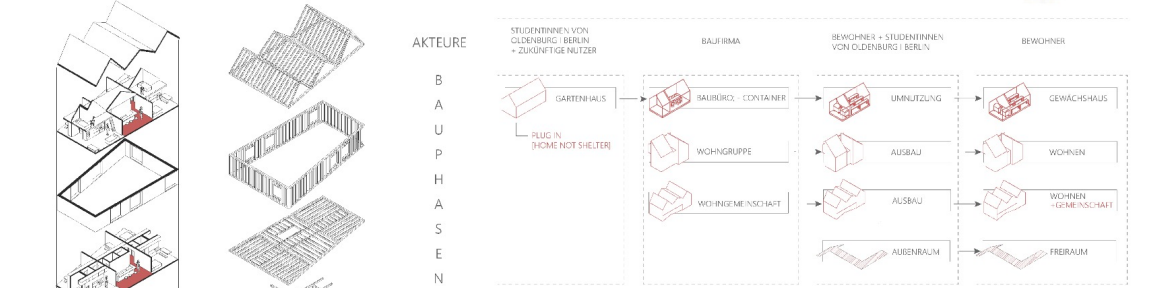 AKTEURE
STUDENTINNEN VON
OLDENBURG | BERLIN
+ ZUKÜNFTIGE NUTZER
BAUFIRMA
BEWOHNER + STUDENTINNEN
VON OLDENBURG | BERLIN
BEWOHNER
B
A
U
P
H
A
S
E
N
GARTENHAUS
PLUG IN
[HOME NOT SHELTER]
BAUBÜRO; - CONTAINER
UMNUTZUNG
GEWÄCHSHAUS
WOHNGRUPPE
AUSBAU
WOHNEN
WOHNGEMEINSCHAFT
AUSBAU
WOHNEN
+GEMEINSCHAFT
AUßENRAUM
FREIRAUM